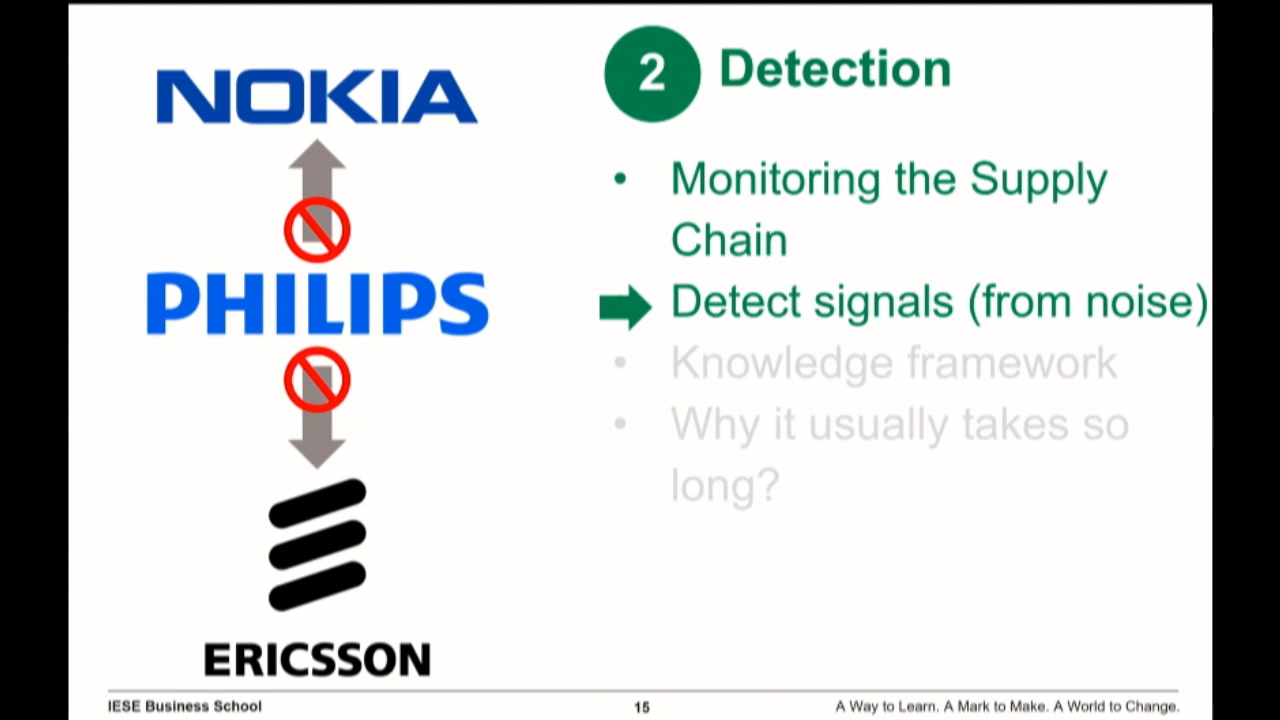 NOKIA
PHILIPS
ERICSSON
2 Detection
• Monitoring the Supply
Chain
Detect signals (from noise)
• Knowledge framework
• Why it usually takes so
long?
IESE Business School
15
A Way to Learn. A Mark to Make. A World to Change.